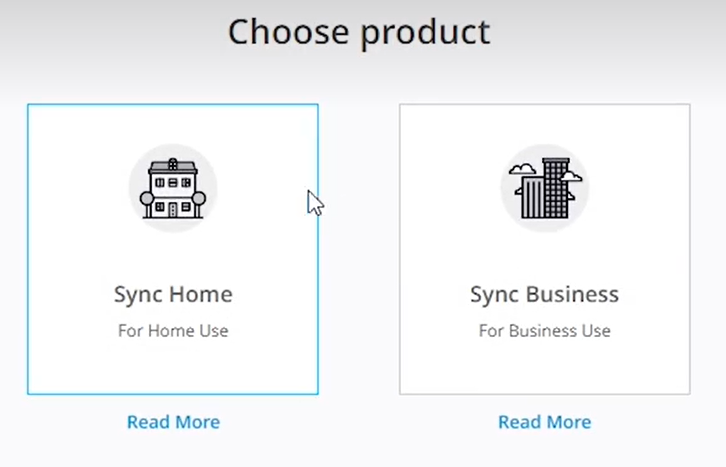 Choose product
Sync Home
For Home Use
Read More
Sync Business
For Business Use
Read More